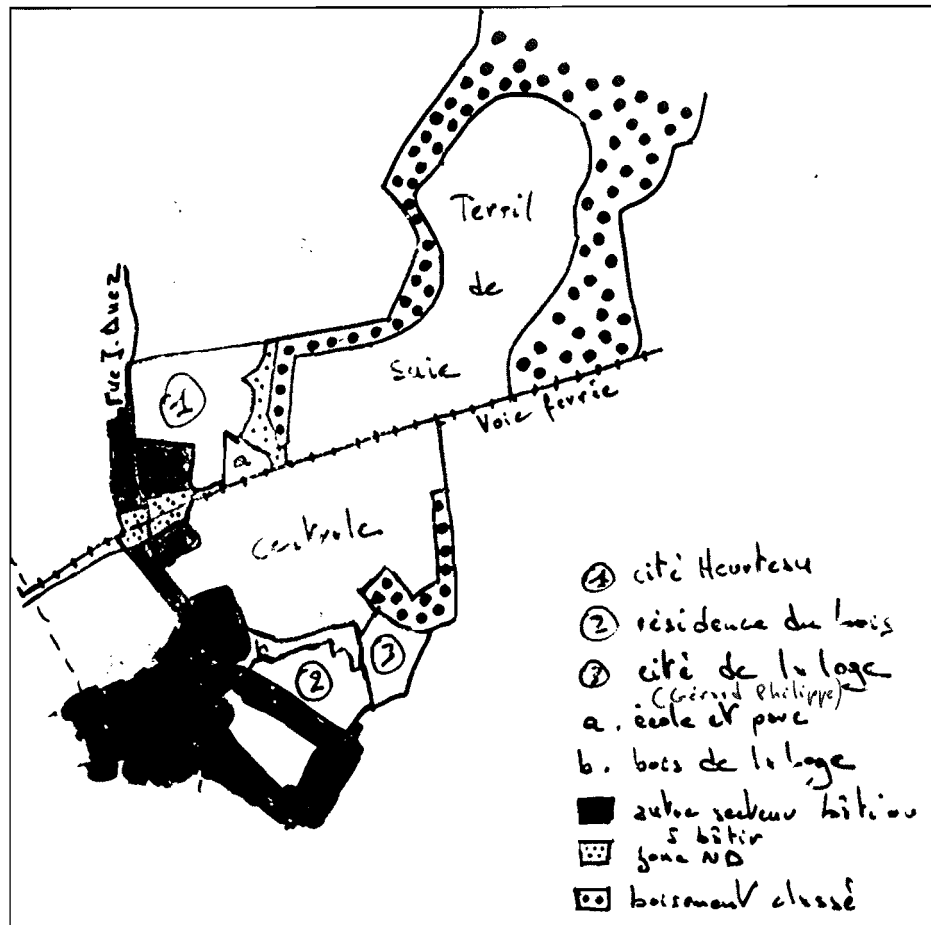 Terril
de
suie
rue J. Duez
1
a
Voie ferrée
Centrale
b
2
3
1 cité Heurteau
2 résidence du bois
3 cité de la loge
(Gérard Philippe)
a. école et parc
b. bois de la loge
autre secteur bâti ou
à bâtir
zone ND
boisement classé